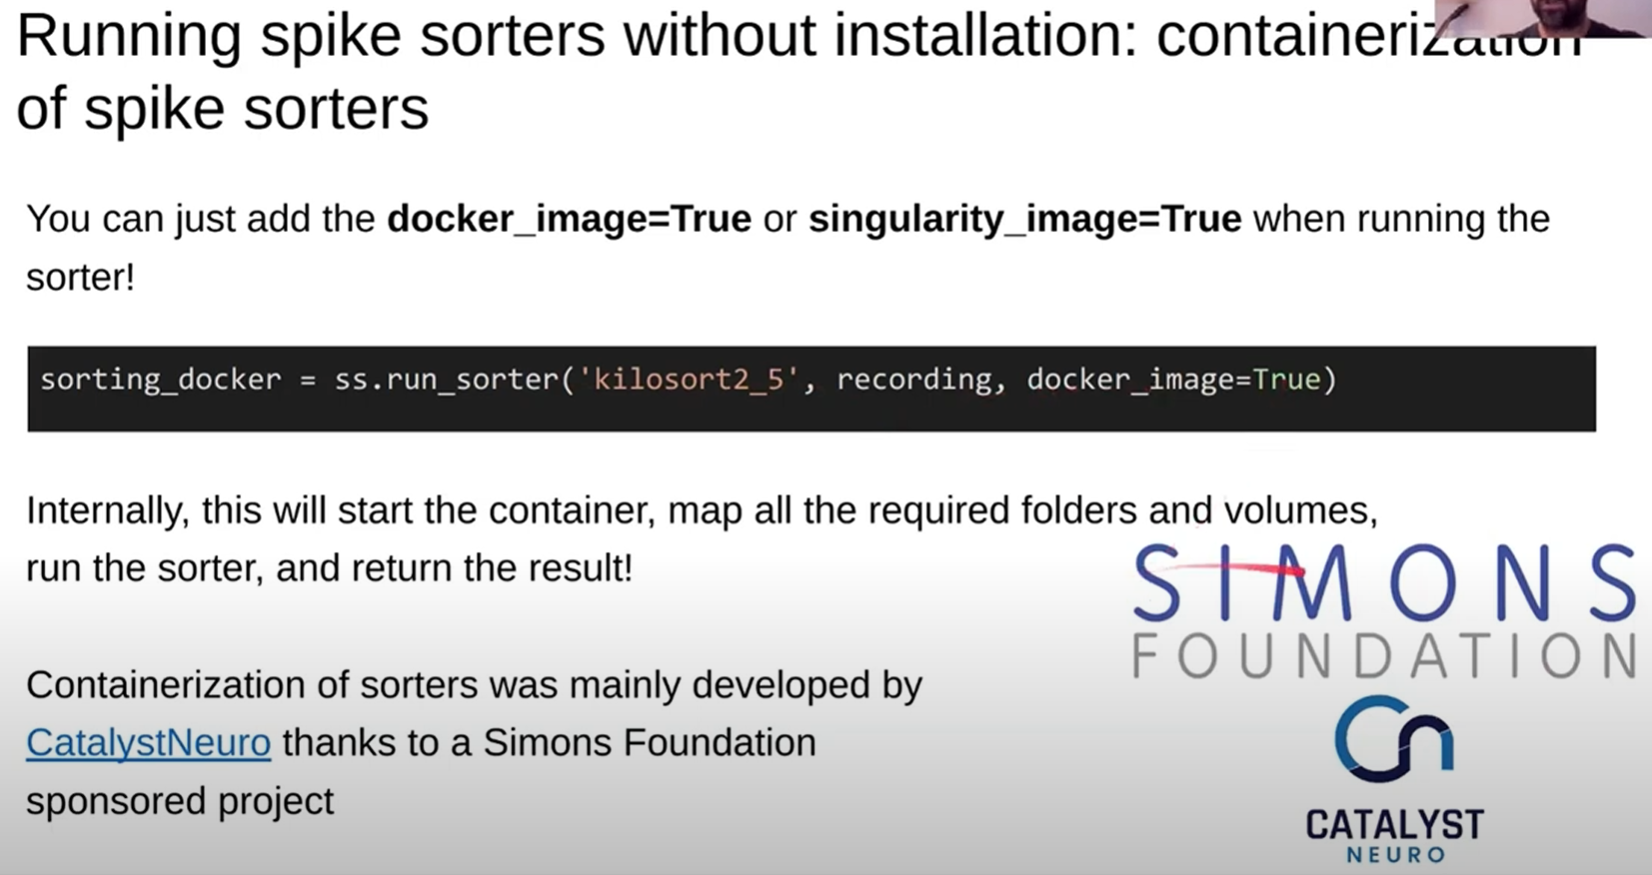 Running spike sorters without installation: containerization
of spike sorters
You can just add the docker_image=True or singularity_image=True when running the
sorter!
sorting_docker = ss.run_sorter('kilosort2_5', recording, docker_image=True)
Internally, this will start the container, map all the required folders and volumes,
run the sorter, and return the result!
SIMONS
FOUNDATION
Containerization of sorters was mainly developed by
CatalystNeuro thanks to a Simons Foundation
sponsored project
CATALYST
NEURO